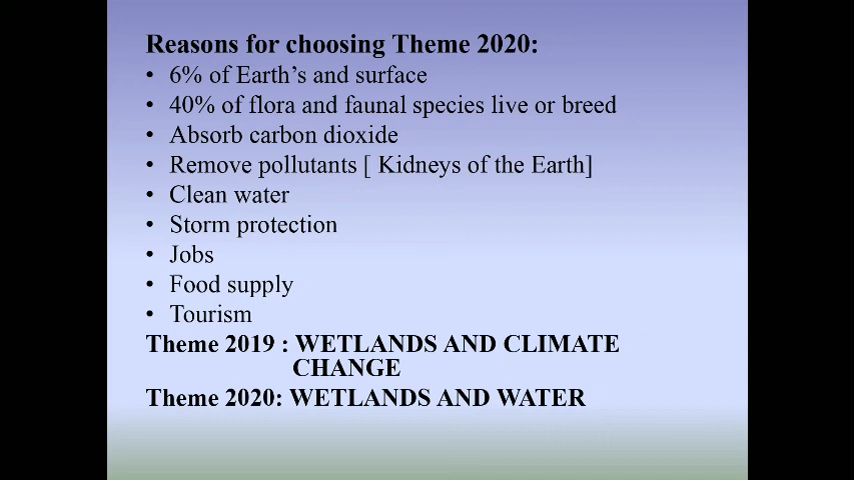 Reasons for choosing Theme 2020:
• 6% of Earth’s and surface
• 40% of flora and faunal species live or breed
• Absorb carbon dioxide
• Remove pollutants [ Kidneys of the Earth]
• Clean water
• Storm protection
• Jobs
• Food supply
• Tourism
Theme 2019 : WETLANDS AND CLIMATE
CHANGE
Theme 2020: WETLANDS AND WATER